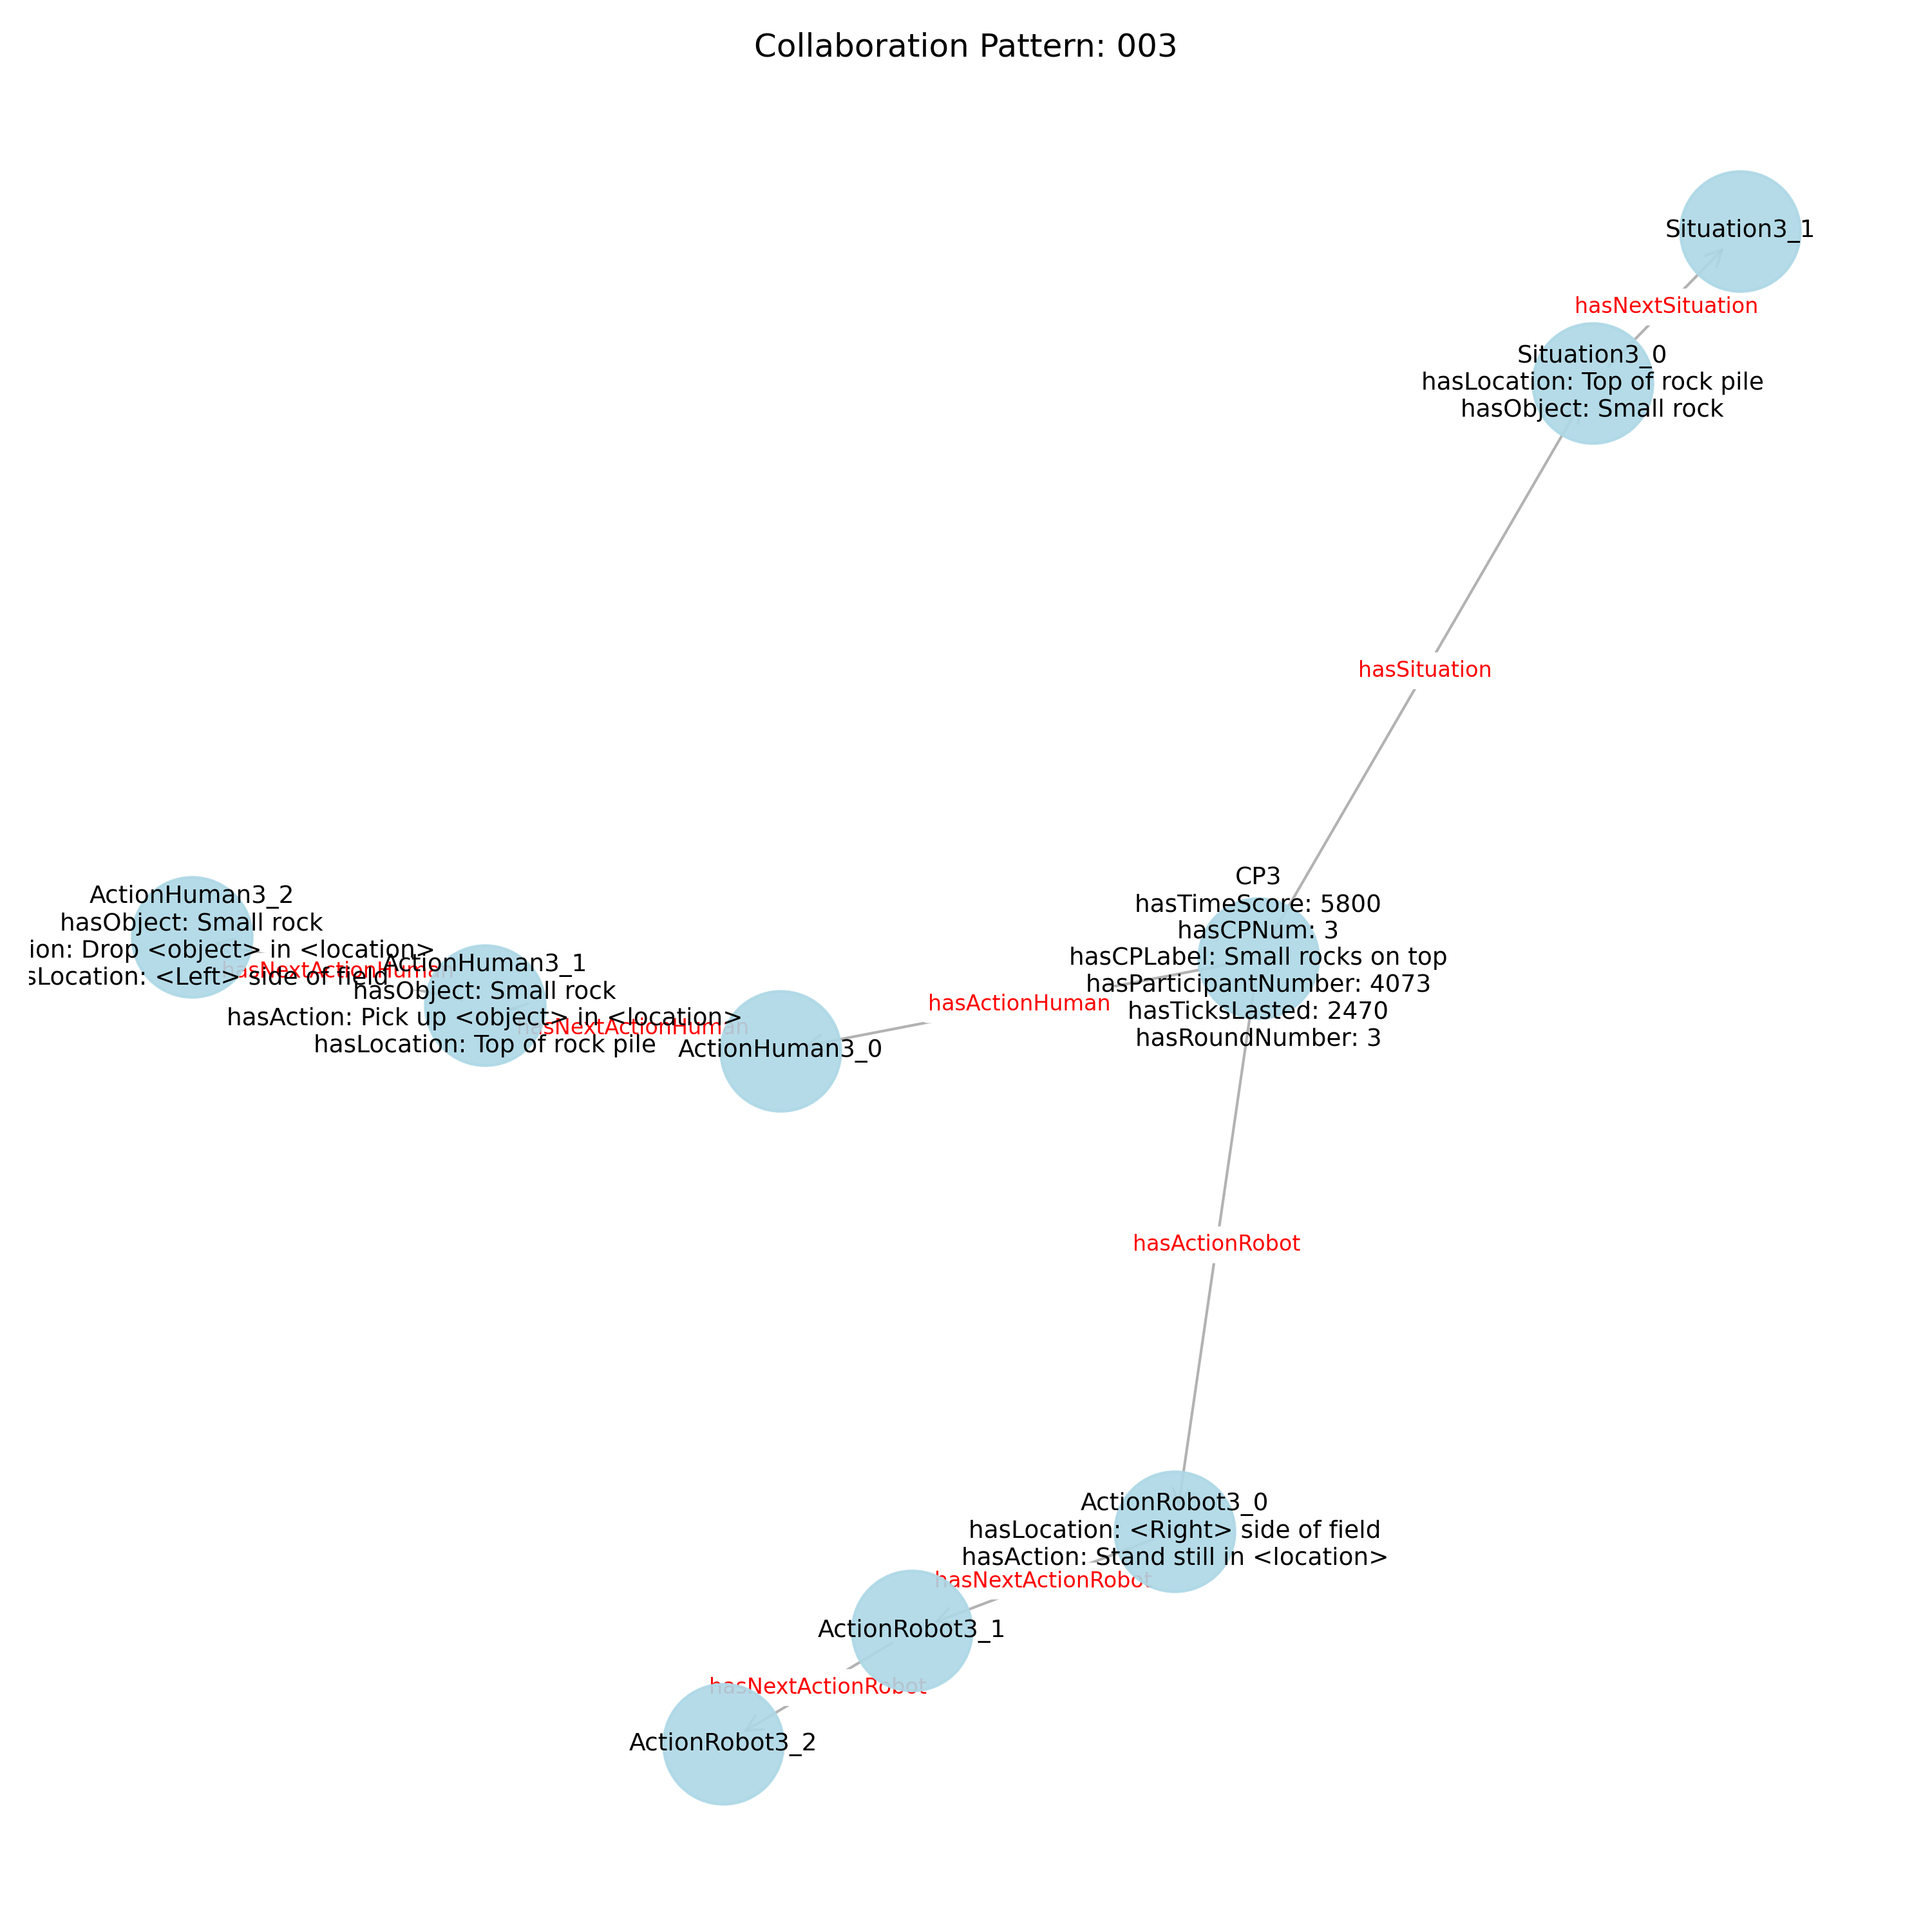 Collaboration Pattern: 003
Situation3_1
hasNextSituation
Situation3_0
hasLocation: Top of rock pile
hasObject: Small rock
hasSituation
CP3
hasTimeScore: 5800
hasCPNum: 3
hasCPLabel: Small rocks on top
hasParticipantNumber: 4073
hasTicksLasted: 2470
hasRoundNumber: 3
ActionHuman3_2
hasObject: Small rock
ion: Drop <object> in <location>
sLocation: <Left> side of field
hasNextActionHuman
ActionHuman3_1
hasObject: Small rock
hasAction: Pick up <object> in <location>
hasLocation: Top of rock pile
hasNextActionHuman
ActionHuman3_0
hasActionHuman
hasActionRobot
ActionRobot3_0
hasLocation: <Right> side of field
hasAction: Stand still in <location>
hasNextActionRobot
ActionRobot3_1
hasNextActionRobot
ActionRobot3_2